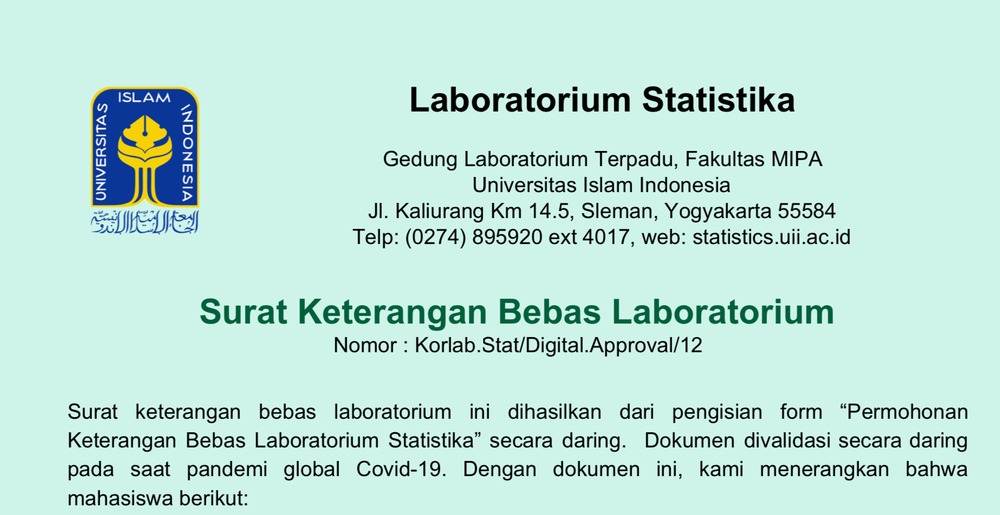 ISLAM
UNIVERSITAS
INDONESIA
Laboratorium Statistika
Gedung Laboratorium Terpadu, Fakultas MIPA
Universitas Islam Indonesia
Jl. Kaliurang Km 14.5, Sleman, Yogyakarta 55584
Telp: (0274) 895920 ext 4017, web: statistics.uii.ac.id
Surat Keterangan Bebas Laboratorium
Nomor : Korlab.Stat/Digital.Approval/12
Surat keterangan bebas laboratorium ini dihasilkan dari pengisian form “Permohonan
Keterangan Bebas Laboratorium Statistika” secara daring.  Dokumen divalidasi secara daring
pada saat pandemi global Covid-19. Dengan dokumen ini, kami menerangkan bahwa
mahasiswa berikut: